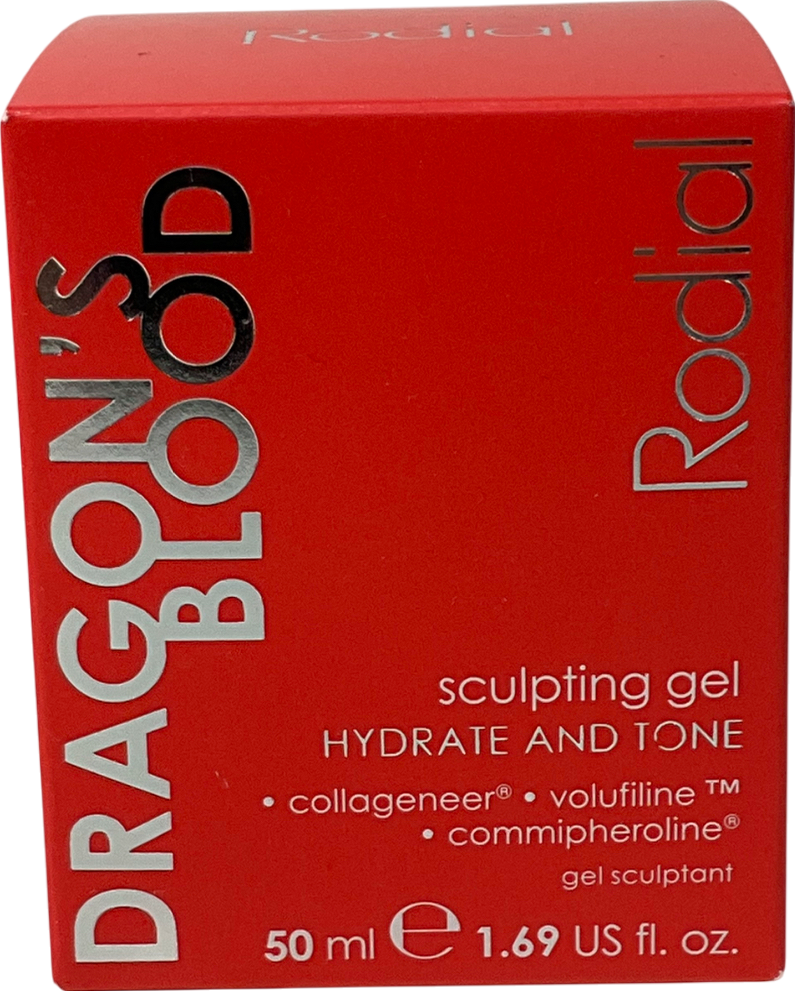 Rodial
DRAGON'S
BLOOD
Rodial
sculpting gel
HYDRATE AND TONE
• collageneer® • volufiline ™
• commipheroline®
gel sculptant
50 ml ℮ 1.69 US fl. oz.